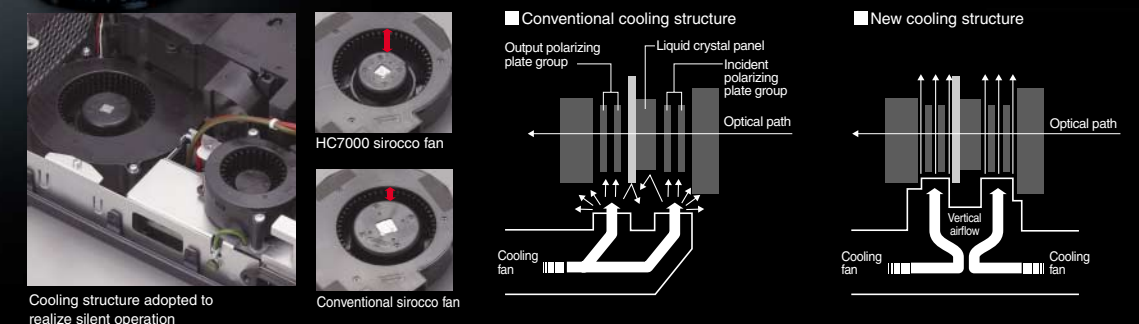 Cooling structure adopted to
realize silent operation
HC7000 sirocco fan
Conventional sirocco fan
Conventional cooling structure
Output polarizing
plate group
Liquid crystal panel
Incident
polarizing
plate group
Optical path
Cooling
fan
New cooling structure
Optical path
Vertical
airflow
Cooling
fan
Cooling
fan